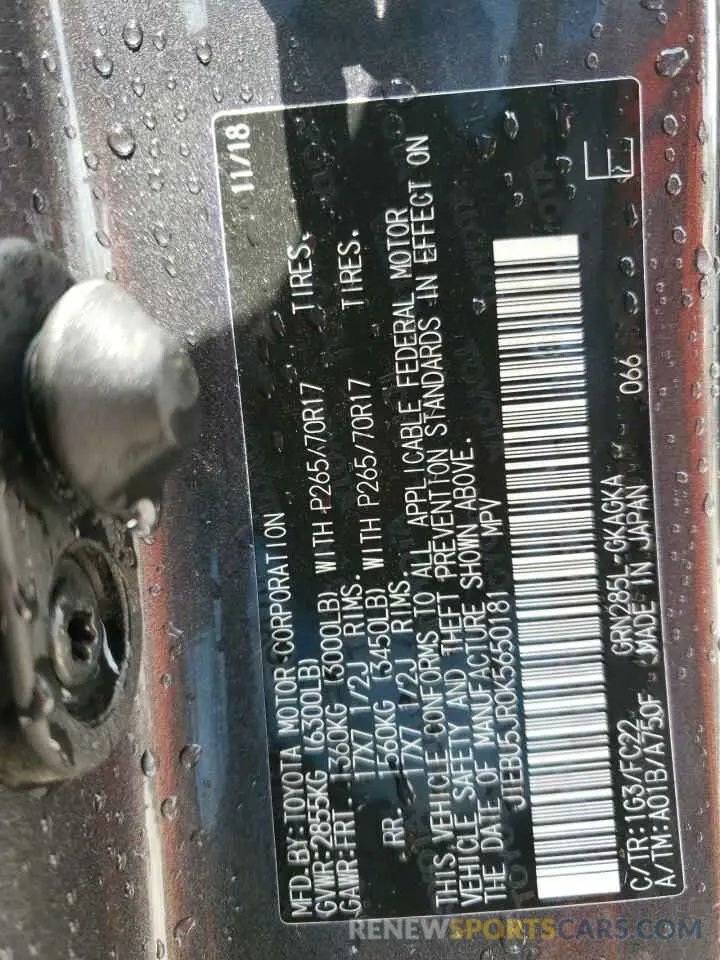 MFD. BY:TOYOTA MOTOR CORPORATION 11/18
GVWR:2855KG (6300LB)
GAWR:FRT. 1360KG (3000LB) WITH P265/70R17 TIRES.
17X7 1/2J RIMS.
RR. 1560KG (3450LB) WITH P265/70R17 TIRES.
17X7 1/2J RIMS.
THIS VEHICLE CONFORMS TO ALL APPLICABLE FEDERAL MOTOR
VEHICLE SAFETY AND THEFT PREVENTION STANDARDS IN EFFECT ON
THE DATE OF MANUFACTURE SHOWN ABOVE.
JTEBU5JR0K5650181 MPV
C/TR:1G3/FC22 GRN285L-GKAGKA 066
A/TM:A01B/A750F MADE IN JAPAN
RENEWSPORTSCARS.COM